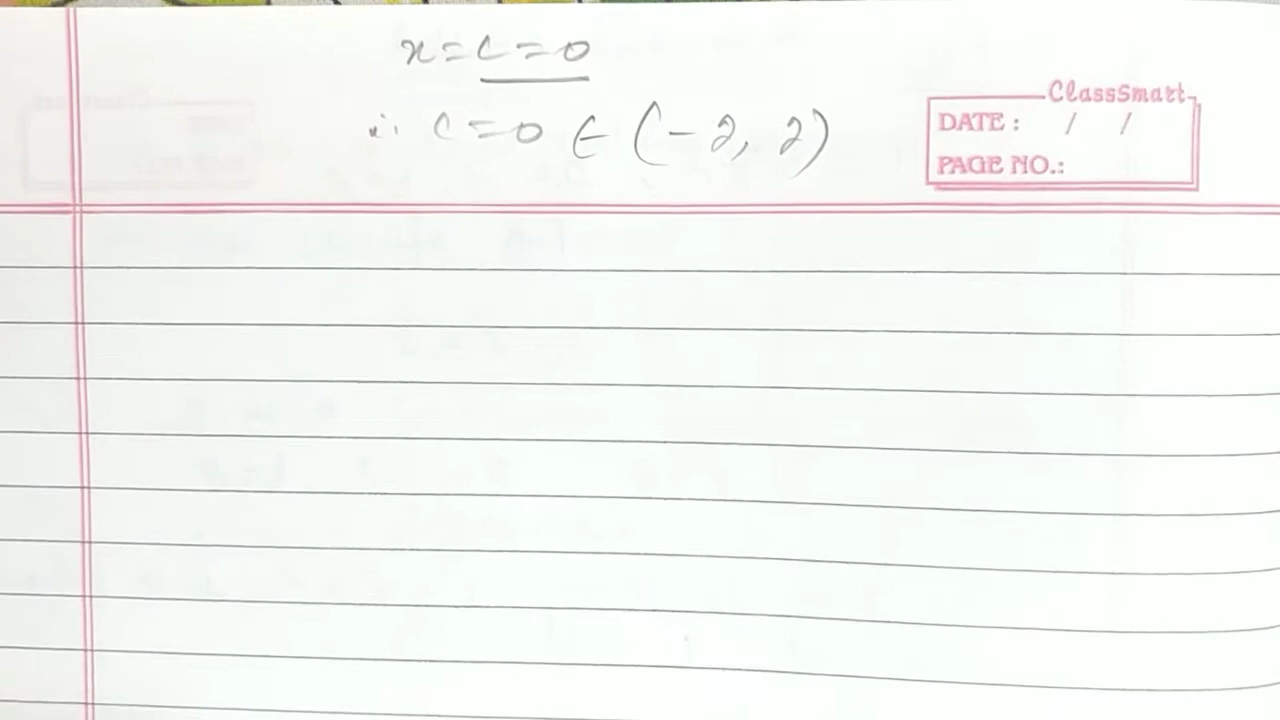 x = c = 0
∴ c = 0 ∈ (-2, 2)
ClassSmart
DATE : / /
PAGE NO.: